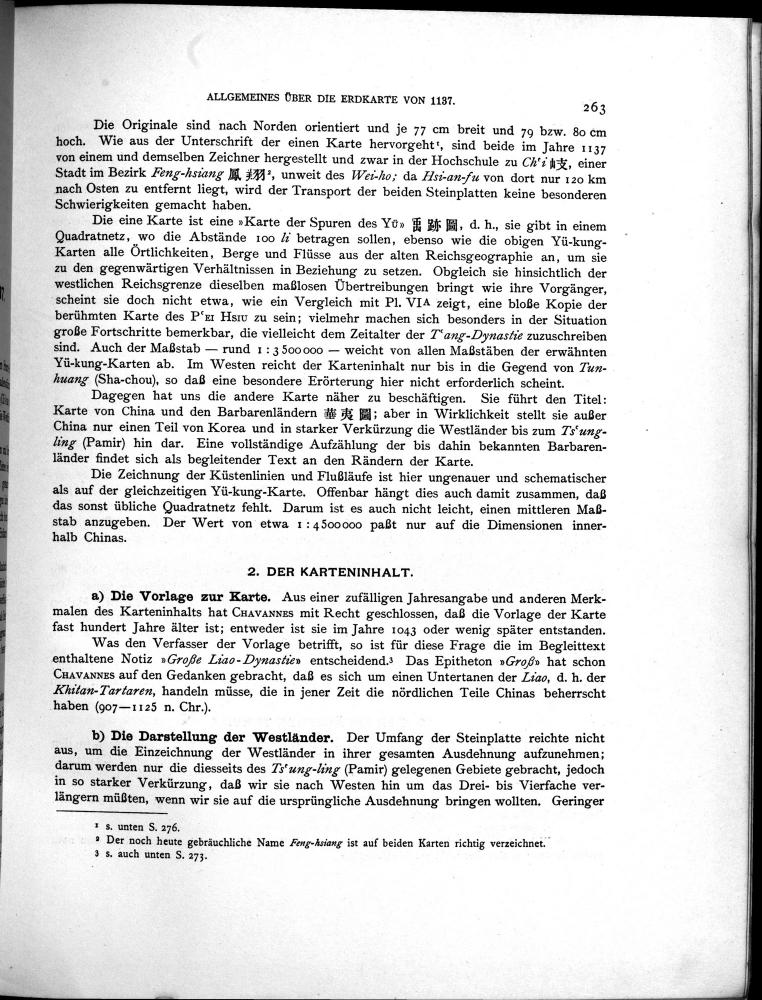 ALLGEMEINES ÜBER DIE ERDKARTE VON 1137.
263
Die Originale sind nach Norden orientiert und je 77 cm breit und 79 bzw. 80 cm
hoch. Wie aus der Unterschrift der einen Karte hervorgeht¹, sind beide im Jahre 1137
von einem und demselben Zeichner hergestellt und zwar in der Hochschule zu Ch'i 岐, einer
Stadt im Bezirk Feng-hsiang 鳳翔², unweit des Wei-ho; da Hsi-an-fu von dort nur 120 km
nach Osten zu entfernt liegt, wird der Transport der beiden Steinplatten keine besonderen
Schwierigkeiten gemacht haben.
Die eine Karte ist eine »Karte der Spuren des Yü» 禹跡圖, d. h., sie gibt in einem
Quadratnetz, wo die Abstände 100 li betragen sollen, ebenso wie die obigen Yü-kung-
Karten alle Örtlichkeiten, Berge und Flüsse aus der alten Reichsgeographie an, um sie
zu den gegenwärtigen Verhältnissen in Beziehung zu setzen. Obgleich sie hinsichtlich der
westlichen Reichsgrenze dieselben maßlosen Übertreibungen bringt wie ihre Vorgänger,
scheint sie doch nicht etwa, wie ein Vergleich mit Pl. VIA zeigt, eine bloße Kopie der
berühmten Karte des P'EI HSIU zu sein; vielmehr machen sich besonders in der Situation
große Fortschritte bemerkbar, die vielleicht dem Zeitalter der T'ang-Dynastie zuzuschreiben
sind. Auch der Maßstab — rund 1 : 3 500 000 — weicht von allen Maßstäben der erwähnten
Yü-kung-Karten ab. Im Westen reicht der Karteninhalt nur bis in die Gegend von Tun-
huang (Sha-chou), so daß eine besondere Erörterung hier nicht erforderlich scheint.
Dagegen hat uns die andere Karte näher zu beschäftigen. Sie führt den Titel:
Karte von China und den Barbarenländern 華夷圖; aber in Wirklichkeit stellt sie außer
China nur einen Teil von Korea und in starker Verkürzung die Westländer bis zum Ts'ung-
ling (Pamir) hin dar. Eine vollständige Aufzählung der bis dahin bekannten Barbaren-
länder findet sich als begleitender Text an den Rändern der Karte.
Die Zeichnung der Küstenlinien und Flußläufe ist hier ungenauer und schematischer
als auf der gleichzeitigen Yü-kung-Karte. Offenbar hängt dies auch damit zusammen, daß
das sonst übliche Quadratnetz fehlt. Darum ist es auch nicht leicht, einen mittleren Maß-
stab anzugeben. Der Wert von etwa 1 : 4 500 000 paßt nur auf die Dimensionen inner-
halb Chinas.
2. DER KARTENINHALT.
a) Die Vorlage zur Karte. Aus einer zufälligen Jahresangabe und anderen Merk-
malen des Karteninhalts hat CHAVANNES mit Recht geschlossen, daß die Vorlage der Karte
fast hundert Jahre älter ist; entweder ist sie im Jahre 1043 oder wenig später entstanden.
Was den Verfasser der Vorlage betrifft, so ist für diese Frage die im Begleittext
enthaltene Notiz »Große Liao-Dynastie» entscheidend.³ Das Epitheton »Groß» hat schon
CHAVANNES auf den Gedanken gebracht, daß es sich um einen Untertanen der Liao, d. h. der
Khitan-Tartaren, handeln müsse, die in jener Zeit die nördlichen Teile Chinas beherrscht
haben (907—1125 n. Chr.).
b) Die Darstellung der Westländer. Der Umfang der Steinplatte reichte nicht
aus, um die Einzeichnung der Westländer in ihrer gesamten Ausdehnung aufzunehmen;
darum werden nur die diesseits des Ts'ung-ling (Pamir) gelegenen Gebiete gebracht, jedoch
in so starker Verkürzung, daß wir sie nach Westen hin um das Drei- bis Vierfache ver-
längern müßten, wenn wir sie auf die ursprüngliche Ausdehnung bringen wollten. Geringer
¹ s. unten S. 276.
² Der noch heute gebräuchliche Name Feng-hsiang ist auf beiden Karten richtig verzeichnet.
³ s. auch unten S. 273.